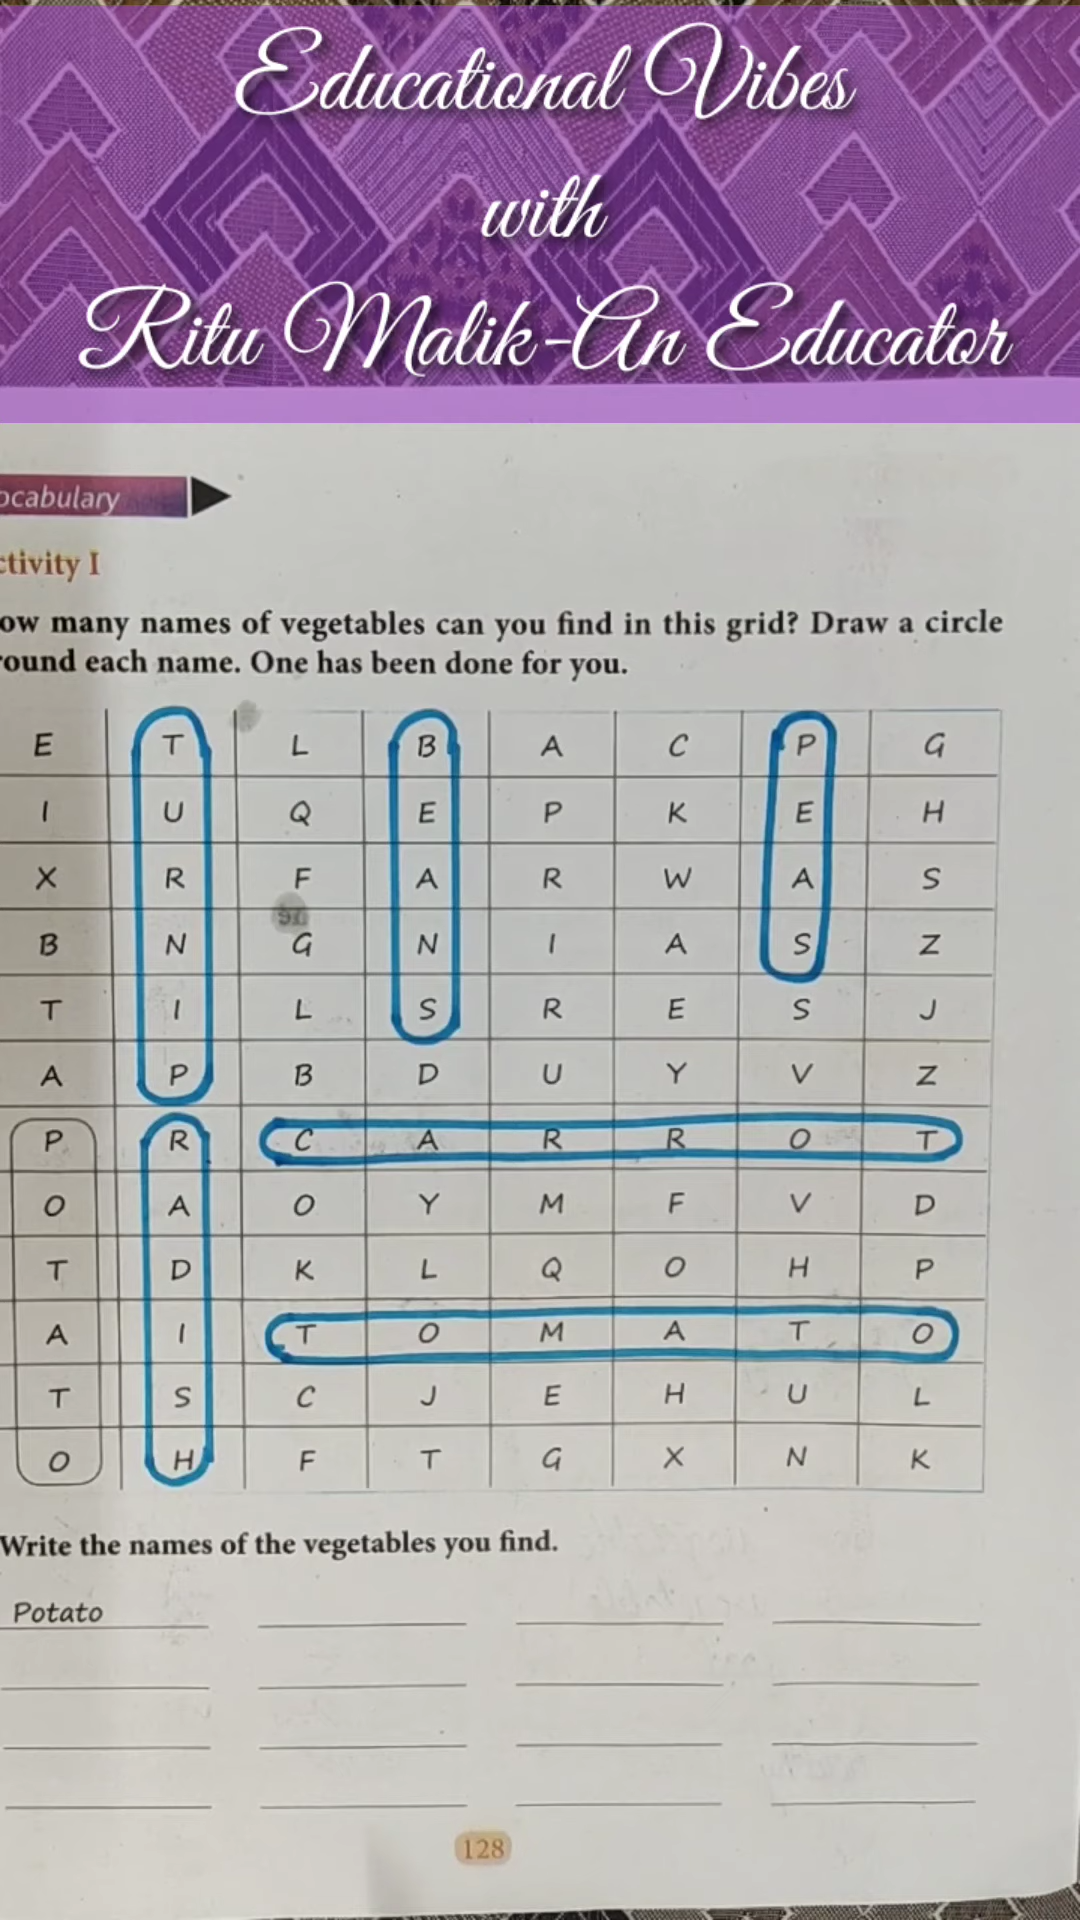 Educational Vibes
with
Ritu Malik-An Educator
ocabulary
ctivity I
ow many names of vegetables can you find in this grid? Draw a circle
round each name. One has been done for you.
E T L B A C P G
I U Q E P K E H
X R F A R W A S
B N G N I A S Z
T I L S R E S J
A P B D U Y V Z
P R C A R R O T
O A O Y M F V D
T D K L Q O H P
A I T O M A T O
T S C J E H U L
O H F T G X N K
Write the names of the vegetables you find.
Potato
128